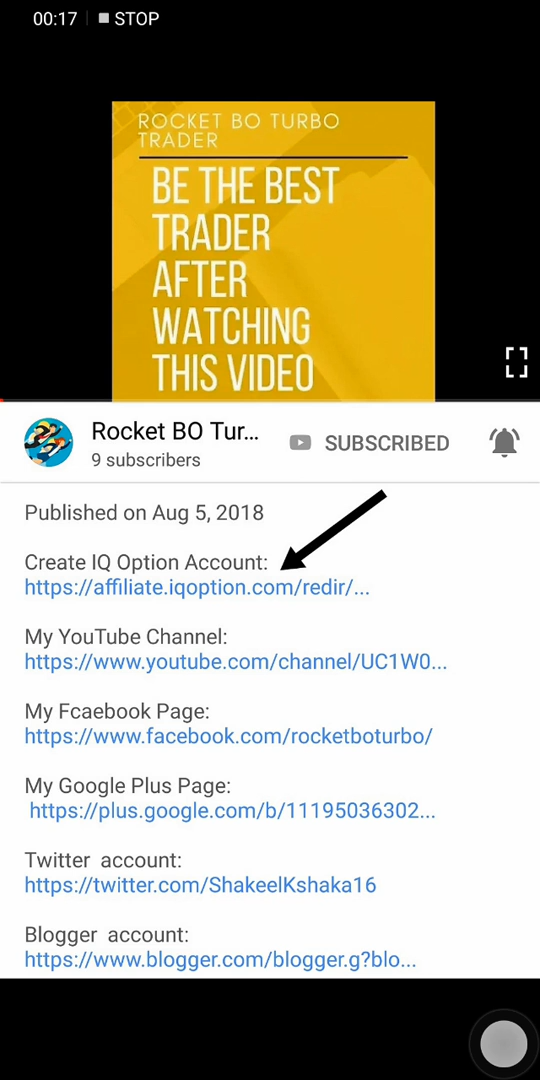 00:17
STOP
ROCKET BO TURBO
TRADER
BE THE BEST
TRADER
AFTER
WATCHING
THIS VIDEO
Rocket BO Tur...
SUBSCRIBED
9 subscribers
Published on Aug 5, 2018
Create IQ Option Account:
https://affiliate.iqoption.com/redir/...
My YouTube Channel:
https://www.youtube.com/channel/UC1W0...
My Fcaebook Page:
https://www.facebook.com/rocketboturbo/
My Google Plus Page:
https://plus.google.com/b/11195036302...
Twitter  account:
https://twitter.com/ShakeelKshaka16
Blogger  account:
https://www.blogger.com/blogger.g?blo...